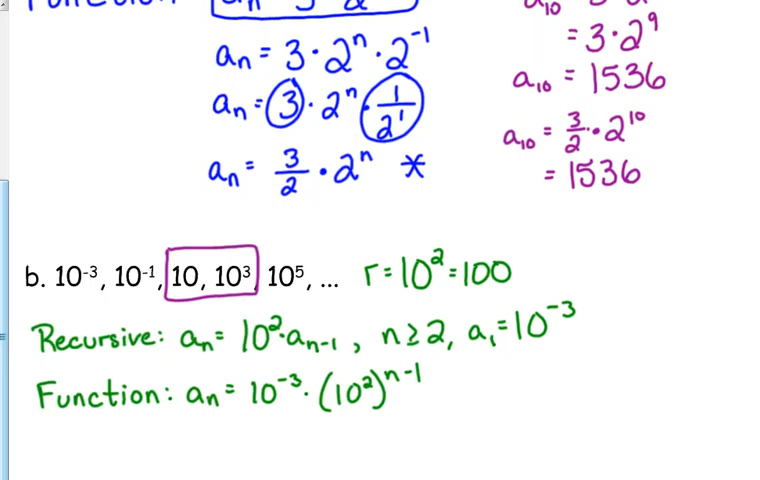 aₙ = 3 · 2ⁿ · 2⁻¹
aₙ = 3 · 2ⁿ · 1/2¹
aₙ = 3/2 · 2ⁿ *
a₁₀
= 3 · 2⁹
a₁₀ = 1536
a₁₀ = 3/2 · 2¹⁰
= 1536
b. 10⁻³, 10⁻¹, 10, 10³, 10⁵, ... r = 10² = 100
Recursive: aₙ = 10² · aₙ₋₁ , n ≥ 2, a₁ = 10⁻³
Function: aₙ = 10⁻³ · (10²)ⁿ⁻¹